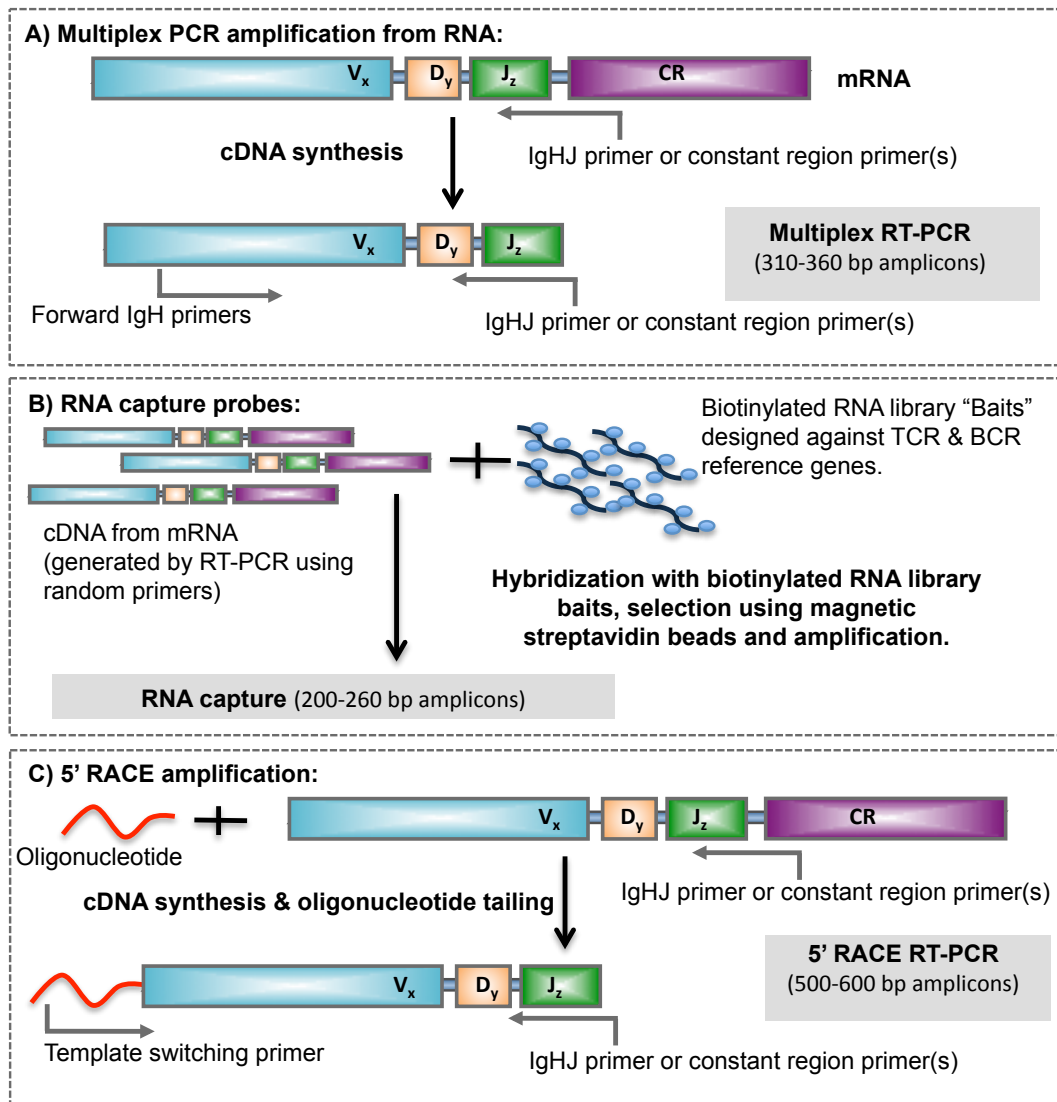 A) Multiplex PCR amplification from RNA:
Vx Dy Jz CR mRNA
cDNA synthesis
IgHJ primer or constant region primer(s)
Vx Dy Jz
Multiplex RT-PCR
(310-360 bp amplicons)
Forward IgH primers
IgHJ primer or constant region primer(s)
B) RNA capture probes:
Biotinylated RNA library “Baits”
designed against TCR & BCR
reference genes.
cDNA from mRNA
(generated by RT-PCR using
random primers)
Hybridization with biotinylated RNA library
baits, selection using magnetic
streptavidin beads and amplification.
RNA capture (200-260 bp amplicons)
C) 5’ RACE amplification:
Vx Dy Jz CR
Oligonucleotide
IgHJ primer or constant region primer(s)
cDNA synthesis & oligonucleotide tailing
5’ RACE RT-PCR
(500-600 bp amplicons)
Vx Dy Jz
Template switching primer
IgHJ primer or constant region primer(s)